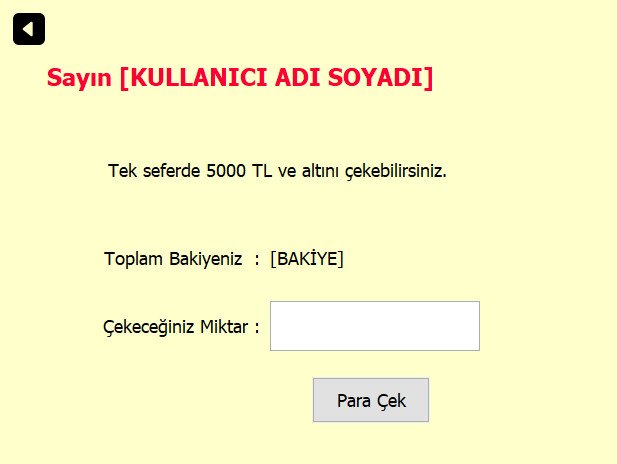 Sayın [KULLANICI ADI SOYADI]
Tek seferde 5000 TL ve altını çekebilirsiniz.
Toplam Bakiyeniz : [BAKİYE]
Çekeceğiniz Miktar :
Para Çek